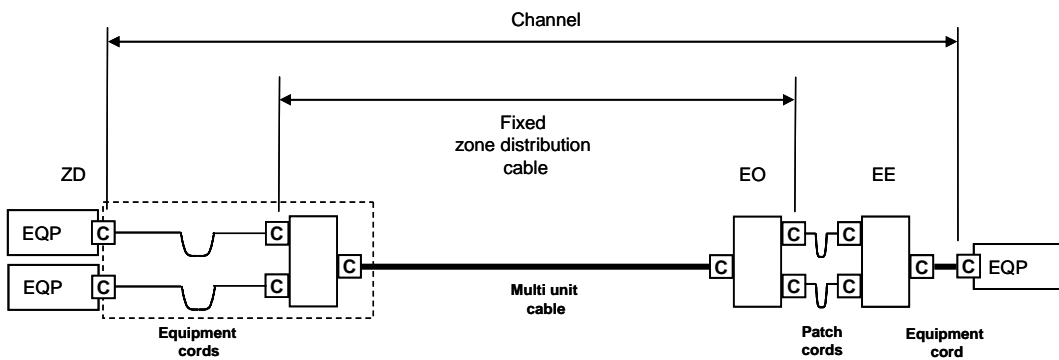 Channel
Fixed
zone distribution
cable
ZD
EO
EE
EQP
C
C
C
C
C
C
C
C
EQP
EQP
C
C
C
C
C
Multi unit
cable
Equipment
cords
Patch
cords
Equipment
cord